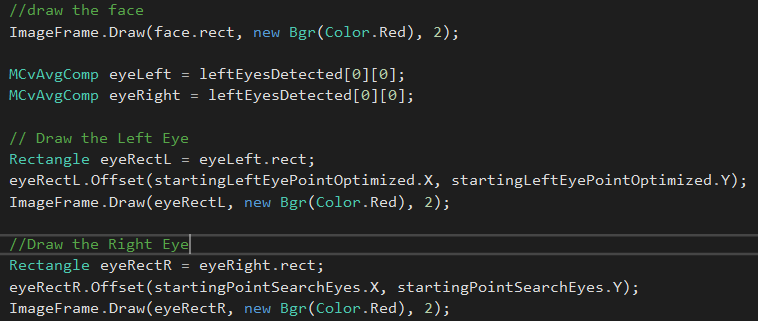 //draw the face
ImageFrame.Draw(face.rect, new Bgr(Color.Red), 2);
MCvAvgComp eyeLeft = leftEyesDetected[0][0];
MCvAvgComp eyeRight = leftEyesDetected[0][0];
// Draw the Left Eye
Rectangle eyeRectL = eyeLeft.rect;
eyeRectL.Offset(startingLeftEyePointOptimized.X, startingLeftEyePointOptimized.Y);
ImageFrame.Draw(eyeRectL, new Bgr(Color.Red), 2);
//Draw the Right Eye
Rectangle eyeRectR = eyeRight.rect;
eyeRectR.Offset(startingPointSearchEyes.X, startingPointSearchEyes.Y);
ImageFrame.Draw(eyeRectR, new Bgr(Color.Red), 2);